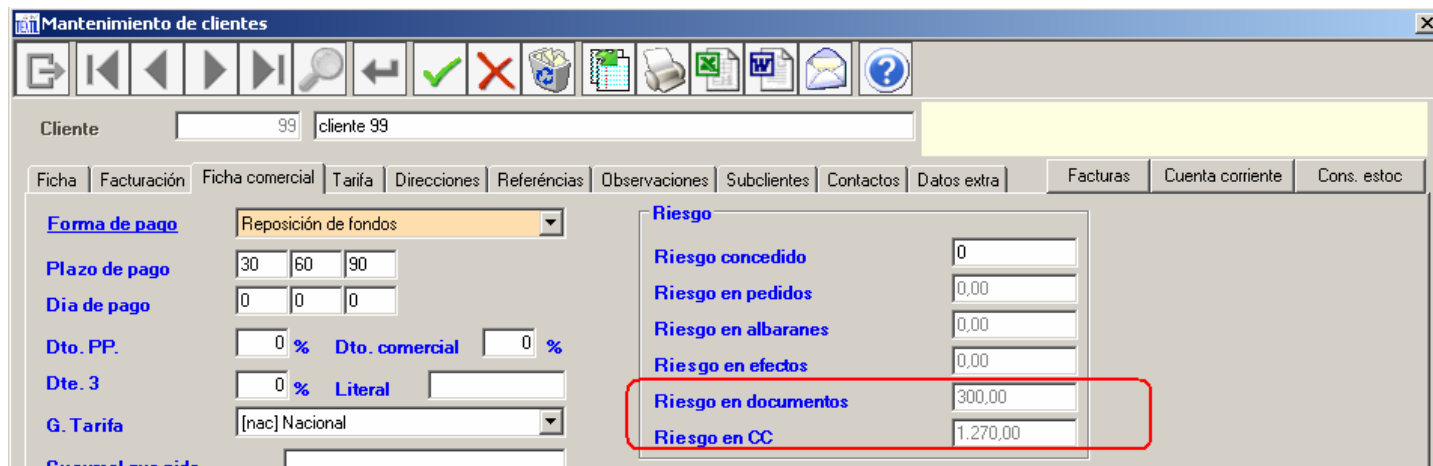 Mantenimiento de clientes
Cliente 99 cliente 99
Ficha Facturación Ficha comercial Tarifa Direcciones Referéncias Observaciones Subclientes Contactos Datos extra Facturas Cuenta corriente Cons. estoc
Forma de pago Reposición de fondos
Plazo de pago 30 60 90
Dia de pago 0 0 0
Dto. PP. 0 % Dto. comercial 0 %
Dte. 3 0 % Literal
G. Tarifa [nac] Nacional
Riesgo
Riesgo concedido 0
Riesgo en pedidos 0,00
Riesgo en albaranes 0,00
Riesgo en efectos 0,00
Riesgo en documentos 300,00
Riesgo en CC 1.270,00